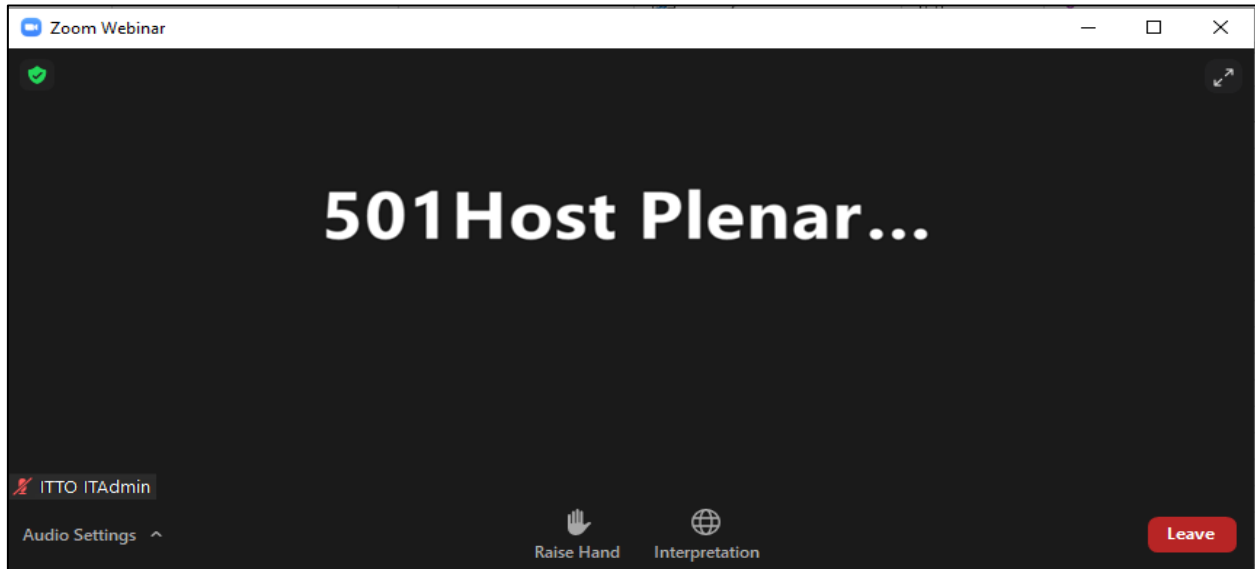 Zoom Webinar
501Host Plenar...
ITTO ITAdmin
Audio Settings
Raise Hand
Interpretation
Leave